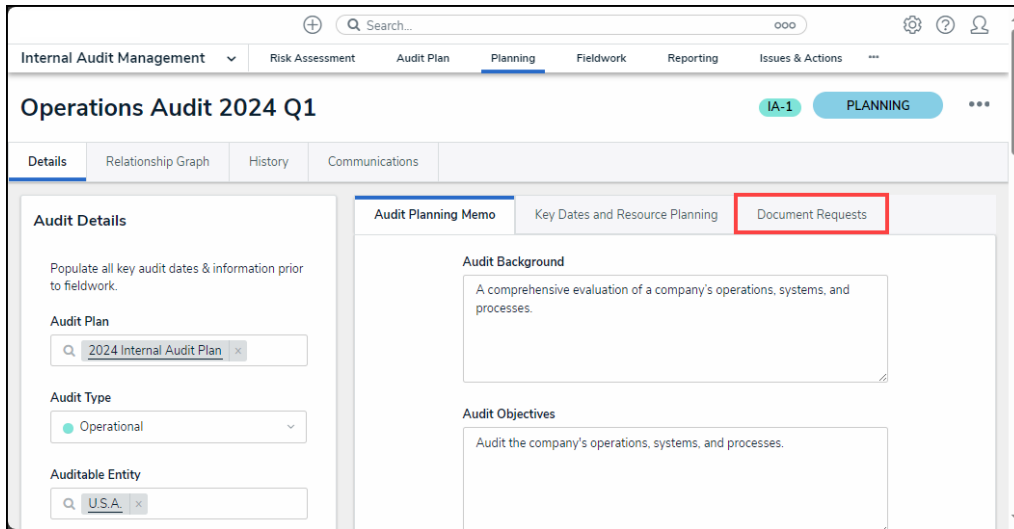 Search...
Internal Audit Management
Risk Assessment
Audit Plan
Planning
Fieldwork
Reporting
Issues & Actions
Operations Audit 2024 Q1
IA-1
PLANNING
Details
Relationship Graph
History
Communications
Audit Details
Populate all key audit dates & information prior
to fieldwork.
Audit Plan
2024 Internal Audit Plan
Audit Type
Operational
Auditable Entity
U.S.A.
Audit Planning Memo
Key Dates and Resource Planning
Document Requests
Audit Background
A comprehensive evaluation of a company's operations, systems, and
processes.
Audit Objectives
Audit the company's operations, systems, and processes.